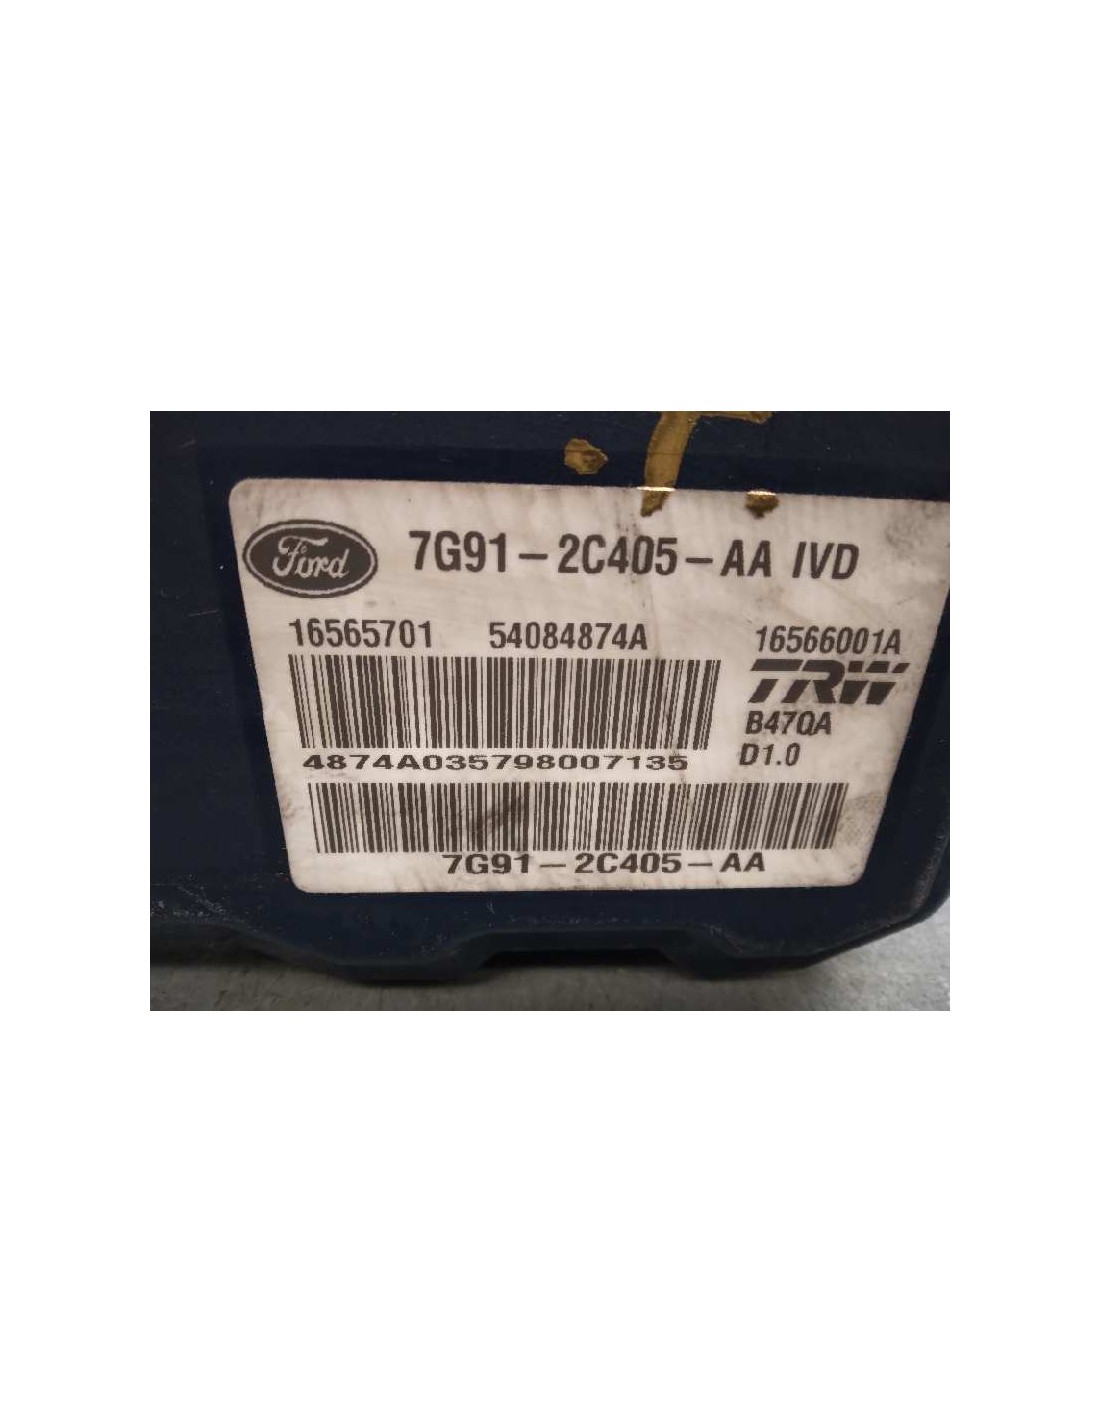 Ford 7G91-2C405-AA IVD
16565701 54084874A 16566001A
TRW
B470A
4874A035798007135 D1.0
7G91-2C405-AA